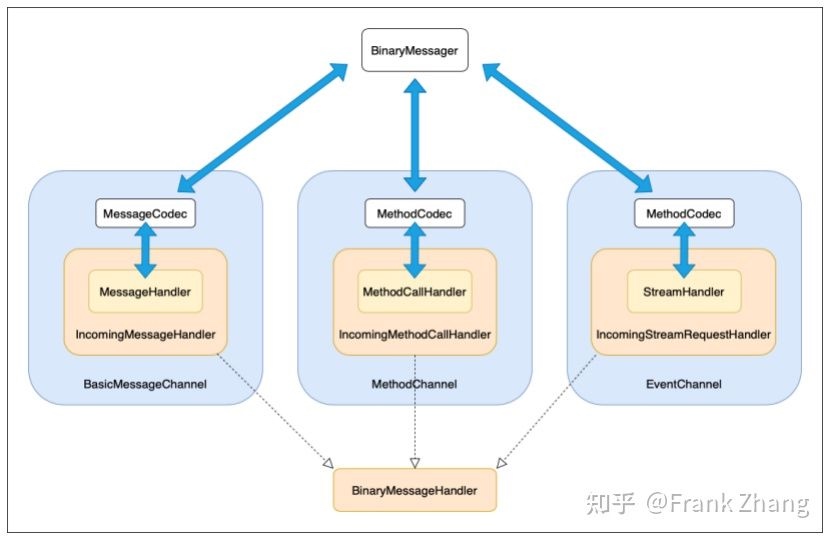 BinaryMessager
MessageCodec
MethodCodec
MethodCodec
MessageHandler
MethodCallHandler
StreamHandler
IncomingMessageHandler
IncomingMethodCallHandler
IncomingStreamRequestHandler
BasicMessageChannel
MethodChannel
EventChannel
BinaryMessageHandler
知乎 @Frank Zhang